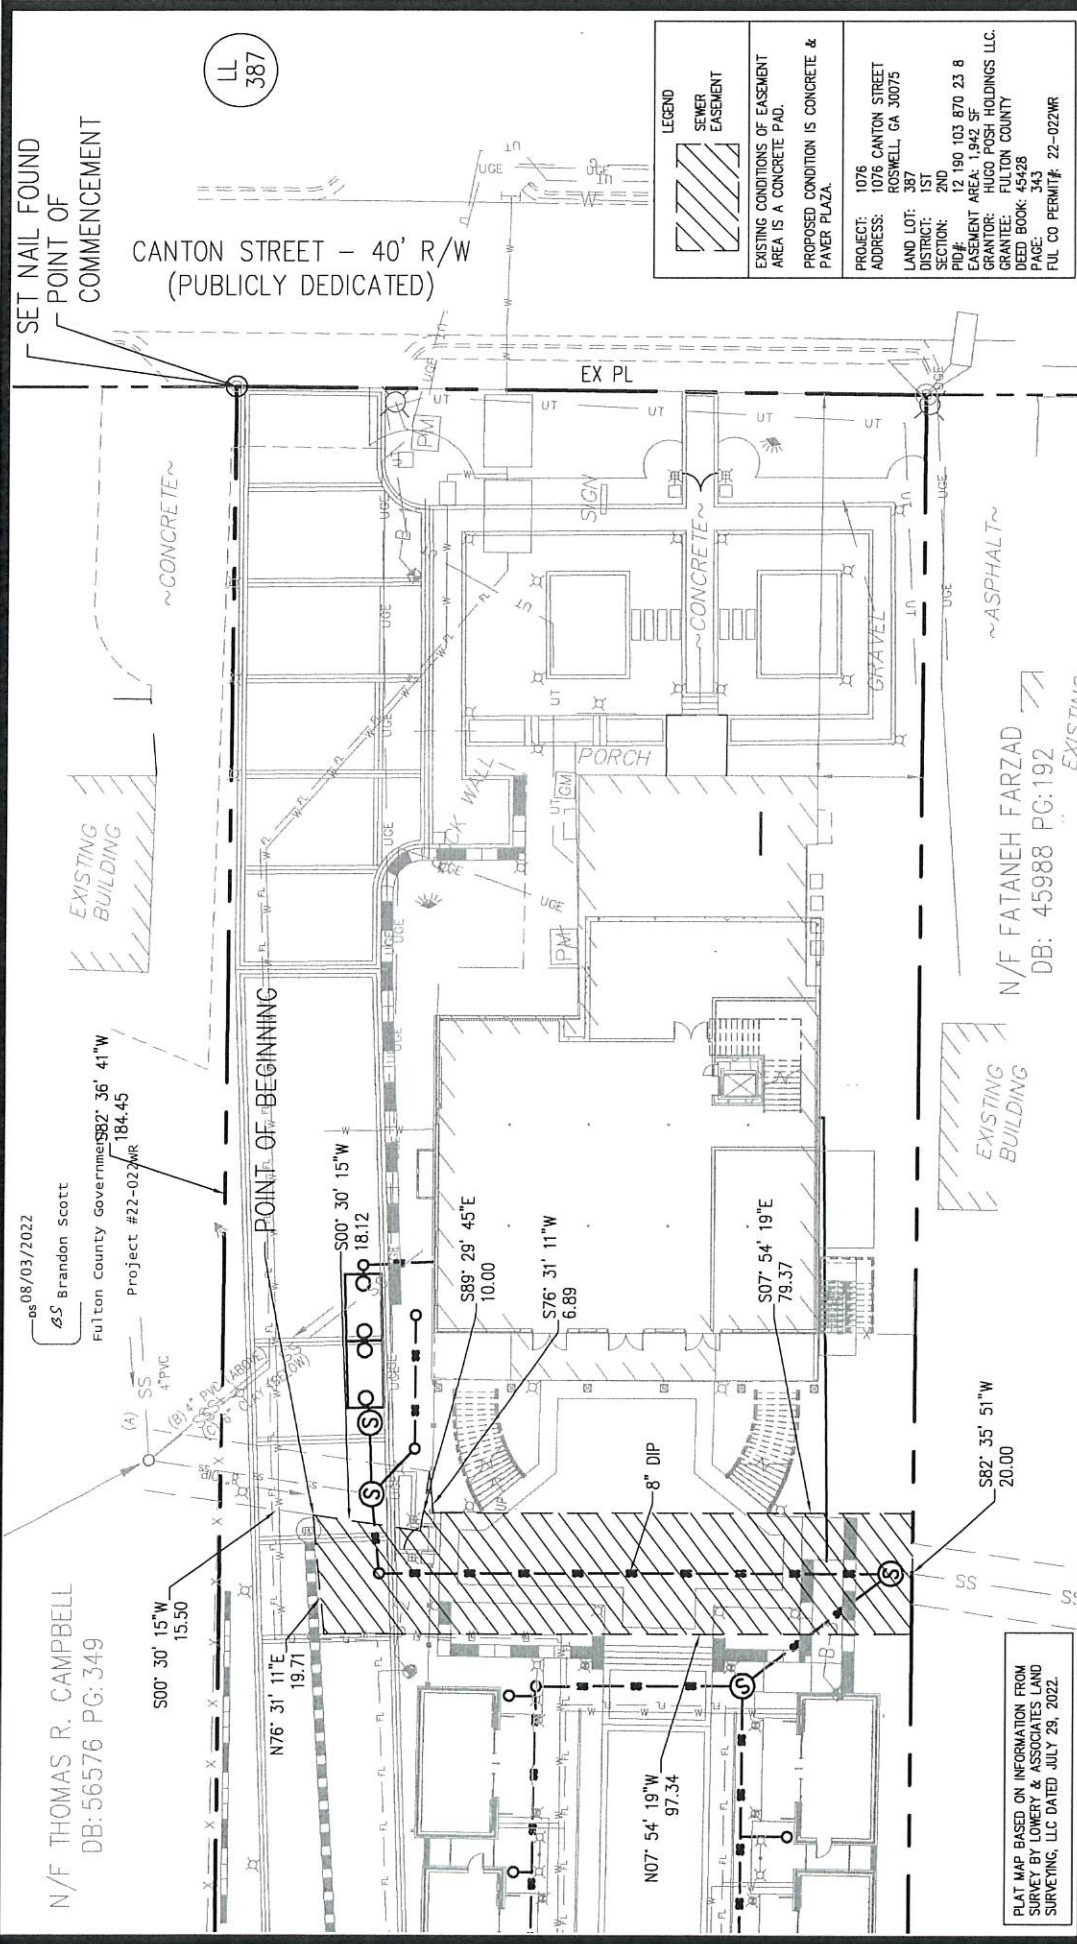 SET NAIL FOUND
POINT OF
COMMENCEMENT
LL
387
CANTON STREET – 40' R/W
(PUBLICLY DEDICATED)
LEGEND
SEWER
EASEMENT
EXISTING CONDITIONS OF EASEMENT
AREA IS A CONCRETE PAD.
PROPOSED CONDITION IS CONCRETE &
PAVER PLAZA.
PROJECT: 1076
ADDRESS: 1076 CANTON STREET
ROSWELL, GA 30075
LAND LOT: 387
DISTRICT: 1ST
SECTION: 2ND
PID#: 12 190 103 870 23 8
EASEMENT AREA: 1,942 SF
GRANTOR: HUGO POSH HOLDINGS LLC.
GRANTEE: FULTON COUNTY
DEED BOOK: 45428
PAGE: 343
FUL CO PERMIT#: 22-022WR
EX PL
~CONCRETE~
SIGN
~CONCRETE~
GRAVEL
~ASPHALT~
PORCH
GM
PM
PM
EXISTING
BUILDING
N/F FATANEH FARZAD
DB: 45988 PG:192
EXISTING
BUILDING
DS
08/03/2022
BS Brandon Scott
Fulton County Government
Project #22-022WR
S82° 36' 41"W
184.45
POINT OF BEGINNING
S00° 30' 15"W
18.12
S89° 29' 45"E
10.00
S76° 31' 11"W
6.89
S07° 54' 19"E
79.37
S82° 35' 51"W
20.00
8" DIP
(A) SS
4"PVC
(B) 4" PVC (ABOVE)
S00° 30' 15"W
15.50
N76° 31' 11"E
19.71
N07° 54' 19"W
97.34
N/F THOMAS R. CAMPBELL
DB:56576 PG:349
PLAT MAP BASED ON INFORMATION FROM
SURVEY BY LOWERY & ASSOCIATES LAND
SURVEYING, LLC DATED JULY 29, 2022.